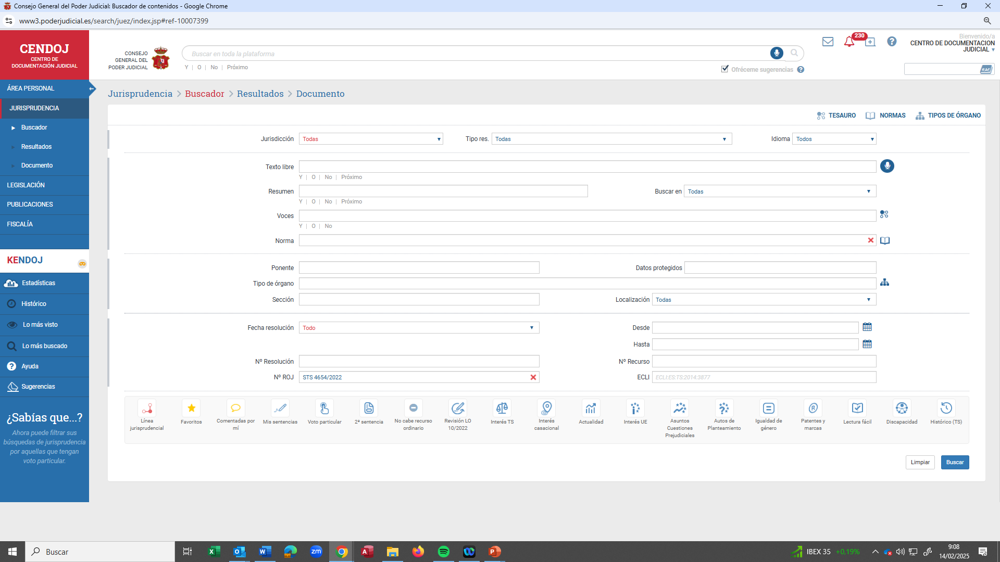 Consejo General del Poder Judicial: Buscador de contenidos - Google Chrome
www3.poderjudicial.es/search/juez/index.jsp#ref-10007399
CENDOJ
CENTRO DE
DOCUMENTACIÓN JUDICIAL
CONSEJO
GENERAL DEL
PODER JUDICIAL
Buscar en toda la plataforma
Y | O | No | Próximo
Ofréceme sugerencias
230
Bienvenido/a
CENTRO DE DOCUMENTACION
JUDICIAL
RAE
ÁREA PERSONAL
JURISPRUDENCIA
Buscador
Resultados
Documento
LEGISLACIÓN
PUBLICACIONES
FISCALÍA
KENDOJ
Estadísticas
Histórico
Lo más visto
Lo más buscado
Ayuda
Sugerencias
¿Sabías que...?
Ahora puede filtrar sus
búsquedas de jurisprudencia
por aquellas que tengan
voto particular.
Jurisprudencia > Buscador > Resultados > Documento
TESAURO NORMAS TIPOS DE ÓRGANO
Jurisdicción Todas Tipo res. Todas Idioma Todos
Texto libre
Y | O | No | Próximo
Resumen Buscar en Todas
Y | O | No | Próximo
Voces
Y | O | No
Norma
Ponente Datos protegidos
Tipo de órgano
Sección Localización Todas
Fecha resolución Todo Desde
Hasta
Nº Resolución Nº Recurso
Nº ROJ STS 4654/2022 ECLI ECLI:ES:TS:2014:3877
Línea
jurisprudencial
Favoritos
Comentadas por
mí
Mis sentencias
Voto particular
2ª sentencia
No cabe recurso
ordinario
Revisión LO
10/2022
Interés TS
Interés
casacional
Actualidad
Interés UE
Asuntos
Cuestiones
Prejudiciales
Autos de
Planteamiento
Igualdad de
género
Patentes y
marcas
Lectura fácil
Discapacidad
Histórico (TS)
Limpiar Buscar
Buscar
IBEX 35 +0,19%
9:08
14/02/2025